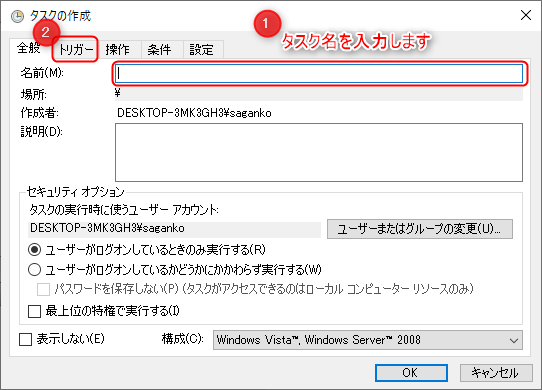 タスクの作成
① タスク名を入力します
②
全般 トリガー 操作 条件 設定
名前(M):
場所: ¥
作成者: DESKTOP-3MK3GH3¥saganko
説明(D):
セキュリティ オプション
タスクの実行時に使うユーザー アカウント:
DESKTOP-3MK3GH3¥saganko ユーザーまたはグループの変更(U)...
ユーザーがログオンしているときのみ実行する(R)
ユーザーがログオンしているかどうかにかかわらず実行する(W)
パスワードを保存しない(P) (タスクがアクセスできるのはローカル コンピューター リソースのみ)
最上位の特権で実行する(I)
表示しない(E) 構成(C): Windows Vista™, Windows Server™ 2008
OK キャンセル